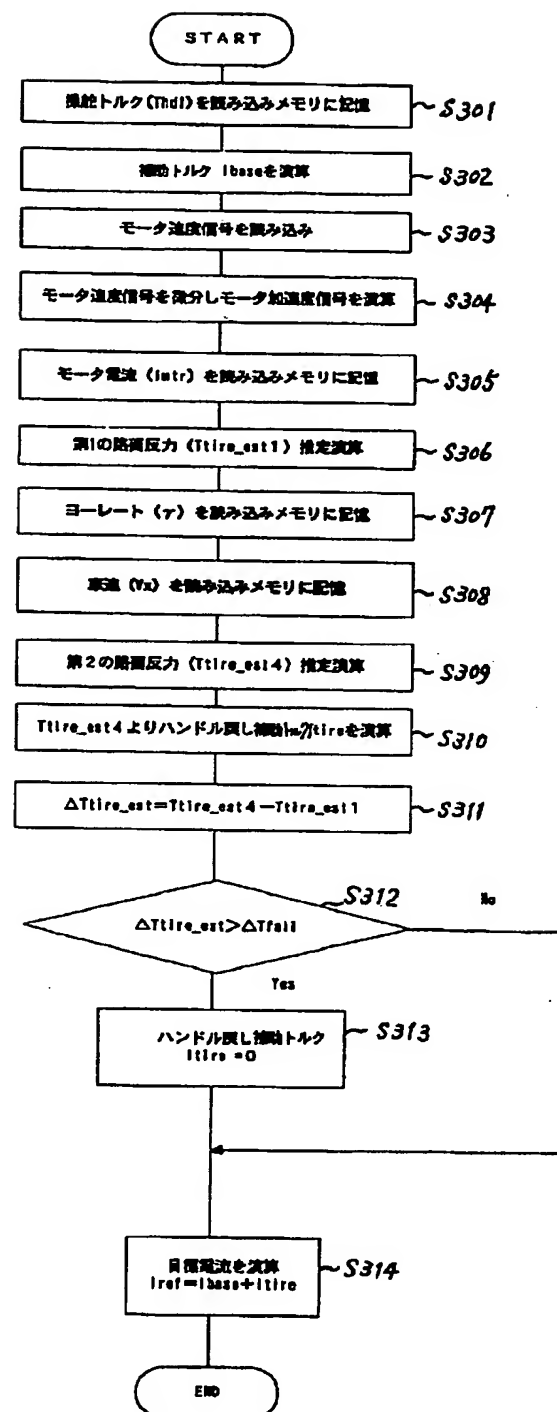 START
操舵トルク(Thdl)を読み込みメモリに記憶
S301
補助トルク Ibaseを演算
S302
モータ速度信号を読み込み
S303
モータ速度信号を微分しモータ加速度信号を演算
S304
モータ電流 (Imtr) を読み込みメモリに記憶
S305
第1の路面反力 (Ttire_est1) 推定演算
S306
ヨーレート (γ) を読み込みメモリに記憶
S307
車速 (Vx) を読み込みメモリに記憶
S308
第2の路面反力 (Ttire_est4) 推定演算
S309
Ttire_est4よりハンドル戻し補助トルクItireを演算
S310
△Ttire_est=Ttire_est4−Ttire_est1
S311
S312
No
△Ttire_est>△Tfail
Yes
ハンドル戻し補助トルク
Itire =0
S313
目標電流を演算
Iref=Ibase+Itire
S314
END